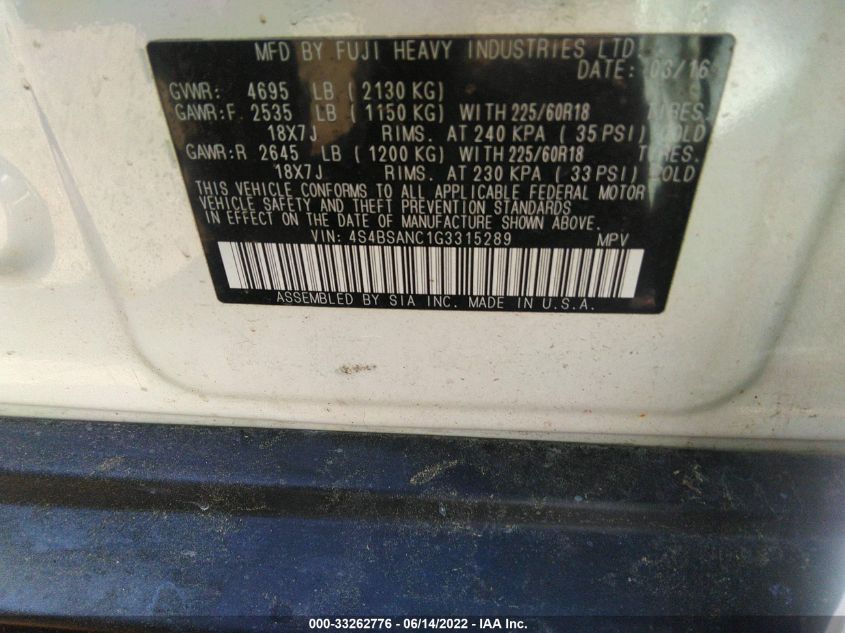 MFD BY FUJI HEAVY INDUSTRIES LTD.
DATE: 03/16
GVWR: 4695 LB (2130 KG)
GAWR:F 2535 LB (1150 KG) WITH 225/60R18 TIRES.
18X7J RIMS. AT 240 KPA (35 PSI) COLD
GAWR:R 2645 LB (1200 KG) WITH 225/60R18 TIRES.
18X7J RIMS. AT 230 KPA (33 PSI) COLD
THIS VEHICLE CONFORMS TO ALL APPLICABLE FEDERAL MOTOR
VEHICLE SAFETY AND THEFT PREVENTION STANDARDS
IN EFFECT ON THE DATE OF MANUFACTURE SHOWN ABOVE.
VIN: 4S4BSANC1G3315289 MPV
ASSEMBLED BY SIA INC. MADE IN U.S.A.
000-33262776 - 06/14/2022 - IAA Inc.